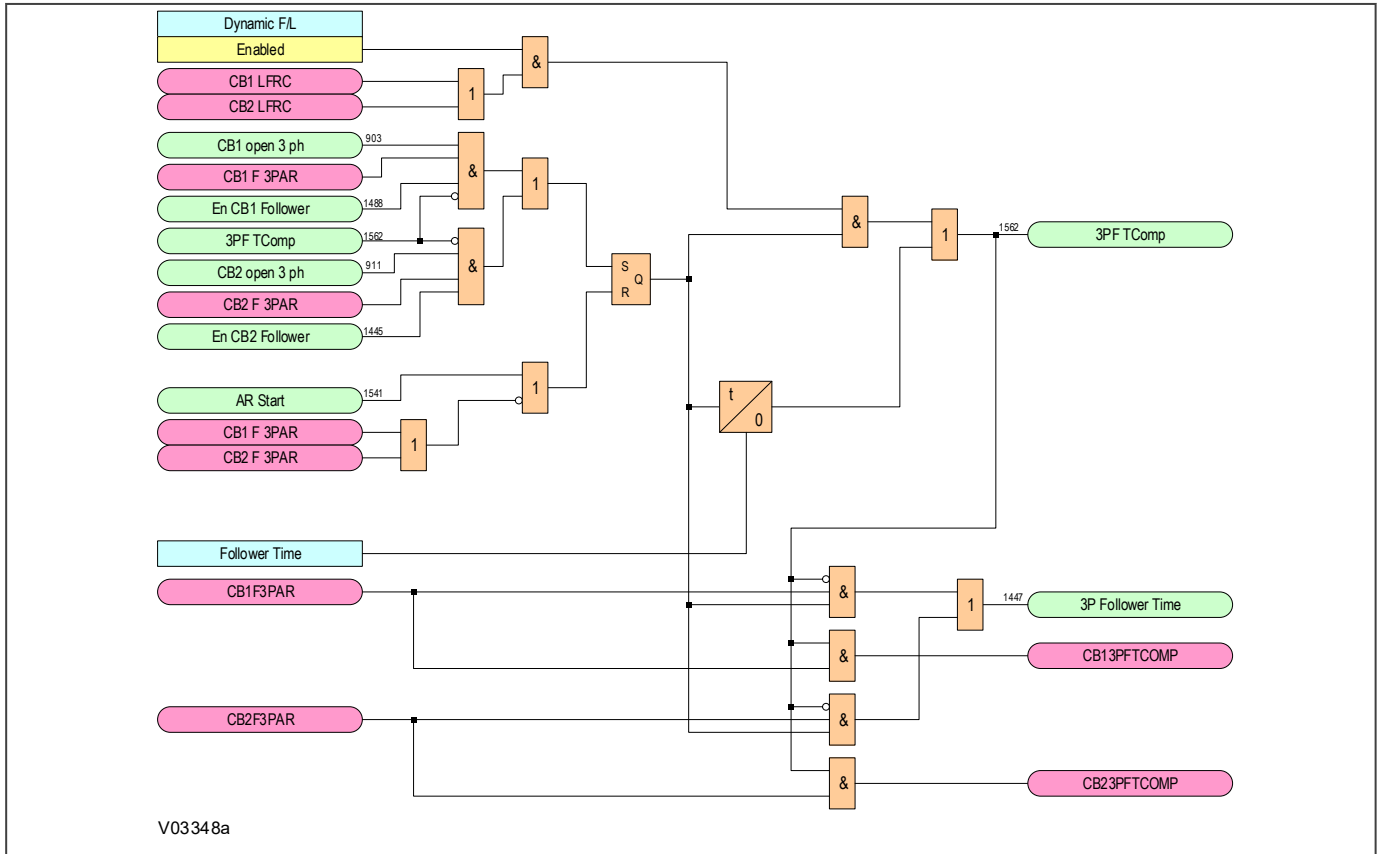 Dynamic F/L
Enabled
&
CB1 LFRC
1
CB2 LFRC
CB1 open 3 ph 903
CB1 F 3PAR
&
1
En CB1 Follower 1488
3PF TComp 1562
CB2 open 3 ph 911
&
CB2 F 3PAR
En CB2 Follower 1445
S
Q
R
&
1
1562 3PF TComp
AR Start 1541
1
CB1 F 3PAR
1
CB2 F 3PAR
t
0
Follower Time
CB1F3PAR
&
1
1447 3P Follower Time
&
CB13PFTCOMP
CB2F3PAR
&
&
CB23PFTCOMP
V03348a